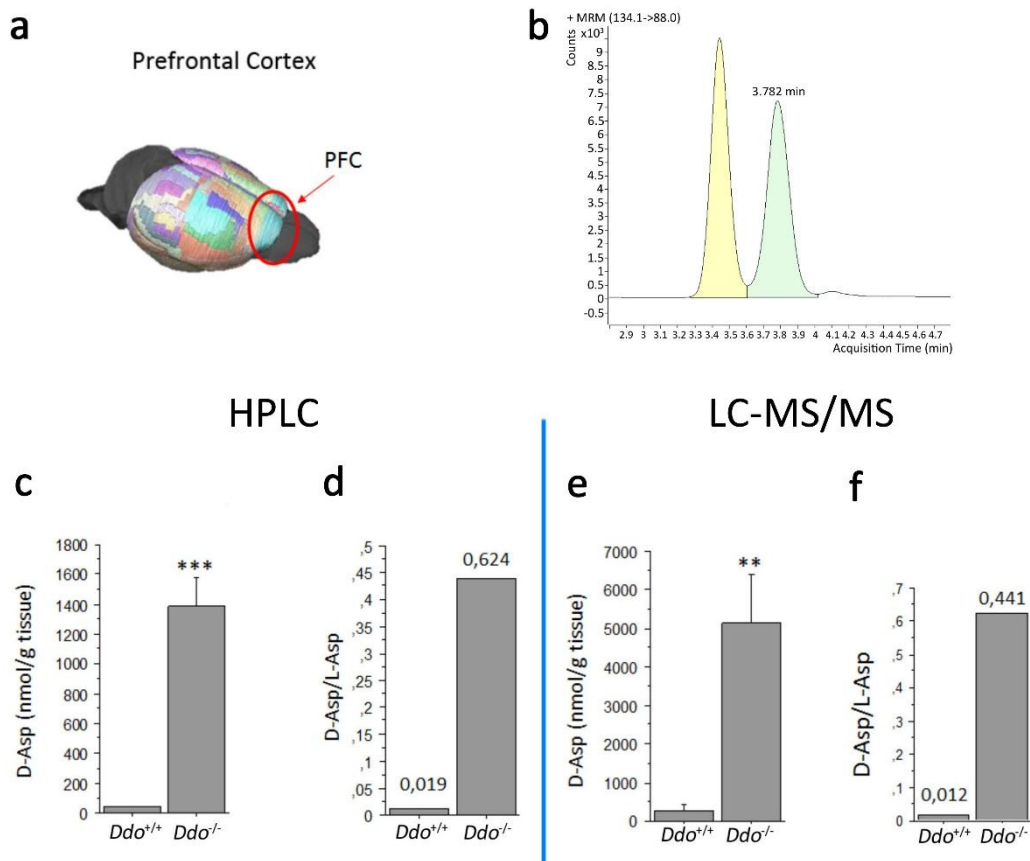 a
Prefrontal Cortex
PFC
b
+ MRM (134.1->88.0)
x10³
Counts
9
8.5
8
7.5
7
6.5
6
5.5
5
4.5
4
3.5
3
2.5
2
1.5
1
0.5
0
-0.5
3.782 min
2.9 3 3.1 3.2 3.3 3.4 3.5 3.6 3.7 3.8 3.9 4 4.1 4.2 4.3 4.4 4.5 4.6 4.7
Acquisition Time (min)
HPLC
LC-MS/MS
c
D-Asp (nmol/g tissue)
1800
1600
1400
1200
1000
800
600
400
200
0
***
Ddo+/+ Ddo-/-
d
D-Asp/L-Asp
,5
,45
,4
,35
,3
,25
,2
,15
,1
,05
0
0,019
0,624
Ddo+/+ Ddo-/-
e
D-Asp (nmol/g tissue)
7000
6000
5000
4000
3000
2000
1000
0
**
Ddo+/+ Ddo-/-
f
D-Asp/L-Asp
,7
,6
,5
,4
,3
,2
,1
0
0,012
0,441
Ddo+/+ Ddo-/-